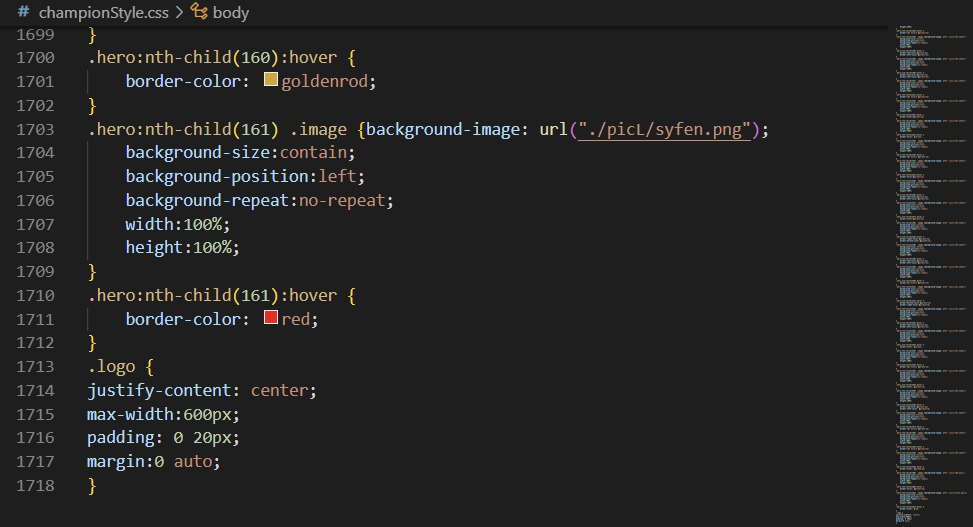 # championStyle.css > body
1699 }
1700 .hero:nth-child(160):hover {
1701 border-color: goldenrod;
1702 }
1703 .hero:nth-child(161) .image {background-image: url("./picL/syfen.png");
1704 background-size:contain;
1705 background-position:left;
1706 background-repeat:no-repeat;
1707 width:100%;
1708 height:100%;
1709 }
1710 .hero:nth-child(161):hover {
1711 border-color: red;
1712 }
1713 .logo {
1714 justify-content: center;
1715 max-width:600px;
1716 padding: 0 20px;
1717 margin:0 auto;
1718 }